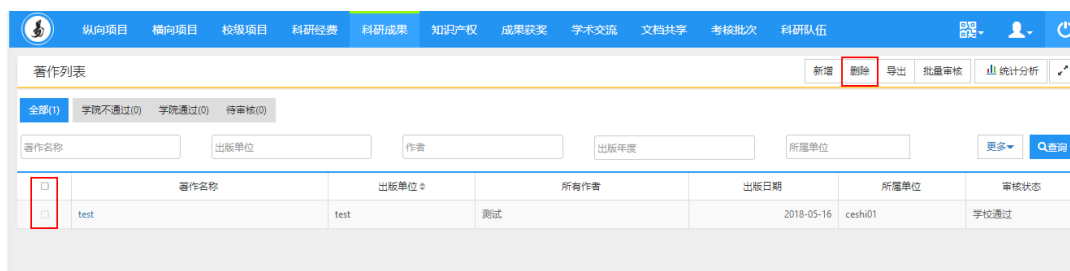 纵向项目 横向项目 校级项目 科研经费 科研成果 知识产权 成果获奖 学术交流 文档共享 考核批次 科研队伍
著作列表 新增 删除 导出 批量审核 统计分析
全部(1) 学院不通过(0) 学院通过(0) 待审核(0)
著作名称 出版单位 作者 出版年度 所属单位 更多 查询
著作名称 出版单位 所有作者 出版日期 所属单位 审核状态
test test 测试 2018-05-16 ceshi01 学校通过